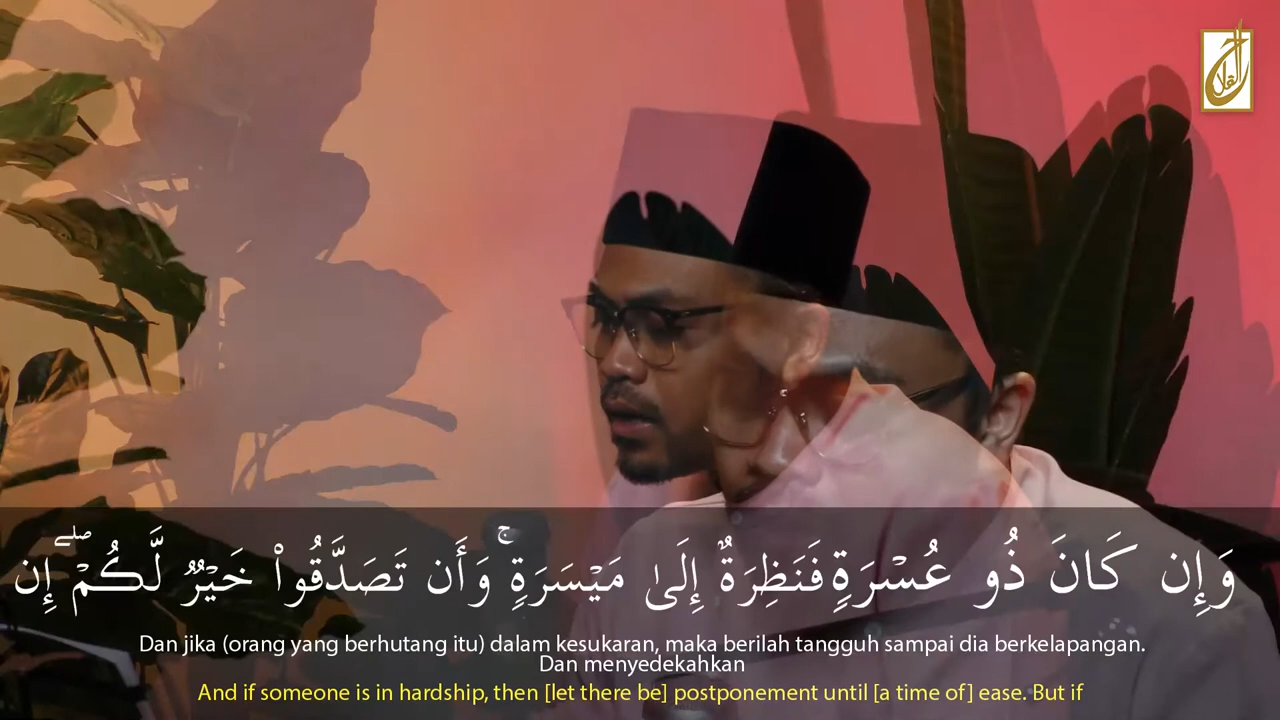 وَإِن كَانَ ذُو عُسْرَةٍ فَنَظِرَةٌ إِلَىٰ مَيْسَرَةٍ ۚ وَأَن تَصَدَّقُوا۟ خَيْرٌ لَّكُمْ ۖ إِن
Dan jika (orang yang berhutang itu) dalam kesukaran, maka berilah tangguh sampai dia berkelapangan.
Dan menyedekahkan
And if someone is in hardship, then [let there be] postponement until [a time of] ease. But if